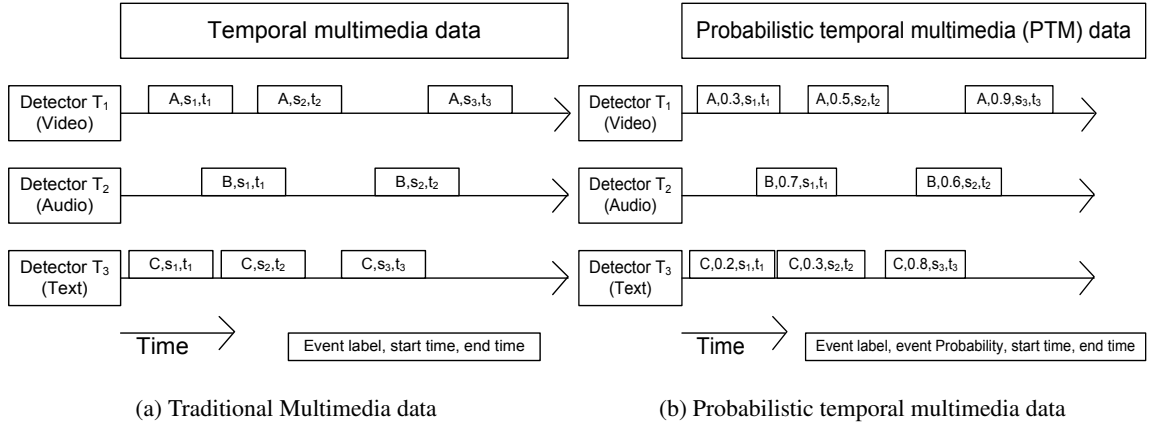 Temporal multimedia data
Detector T₁
(Video)
A,s₁,t₁
A,s₂,t₂
A,s₃,t₃
Detector T₂
(Audio)
B,s₁,t₁
B,s₂,t₂
Detector T₃
(Text)
C,s₁,t₁
C,s₂,t₂
C,s₃,t₃
Time
Event label, start time, end time
(a) Traditional Multimedia data
Probabilistic temporal multimedia (PTM) data
Detector T₁
(Video)
A,0.3,s₁,t₁
A,0.5,s₂,t₂
A,0.9,s₃,t₃
Detector T₂
(Audio)
B,0.7,s₁,t₁
B,0.6,s₂,t₂
Detector T₃
(Text)
C,0.2,s₁,t₁
C,0.3,s₂,t₂
C,0.8,s₃,t₃
Time
Event label, event Probability, start time, end time
(b) Probabilistic temporal multimedia data